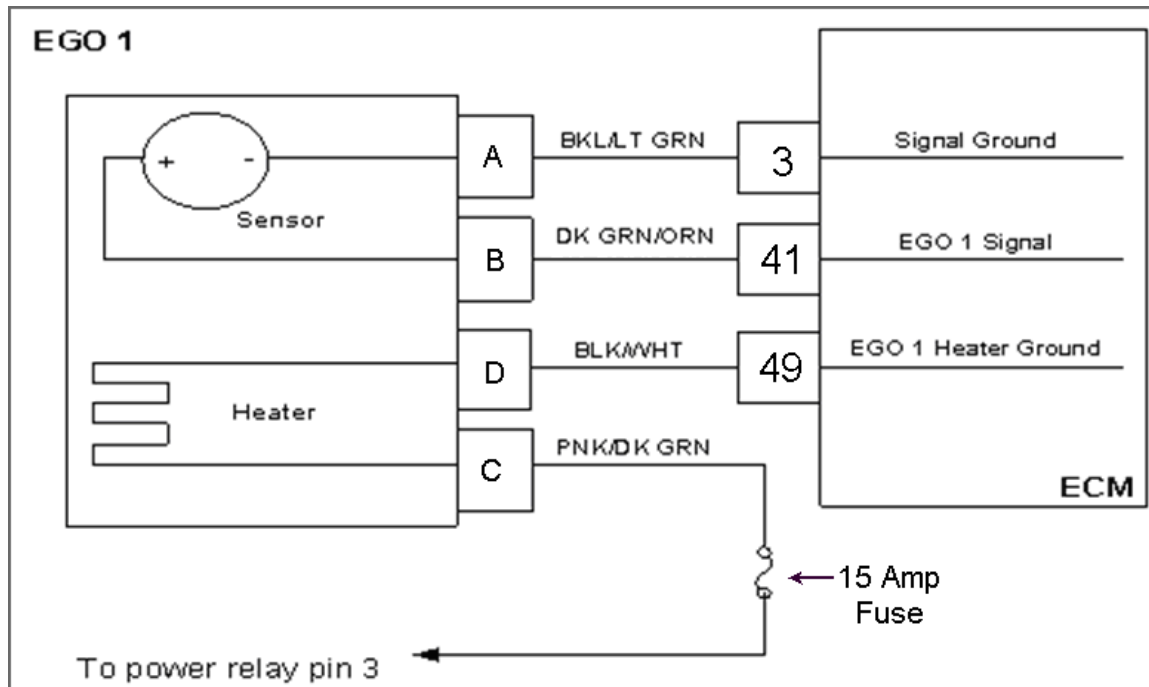 EGO 1
+ -
Sensor
Heater
A
B
D
C
BKL/LT GRN
DK GRN/ORN
BLK/WHT
PNK/DK GRN
3
41
49
Signal Ground
EGO 1 Signal
EGO 1 Heater Ground
ECM
15 Amp
Fuse
To power relay pin 3